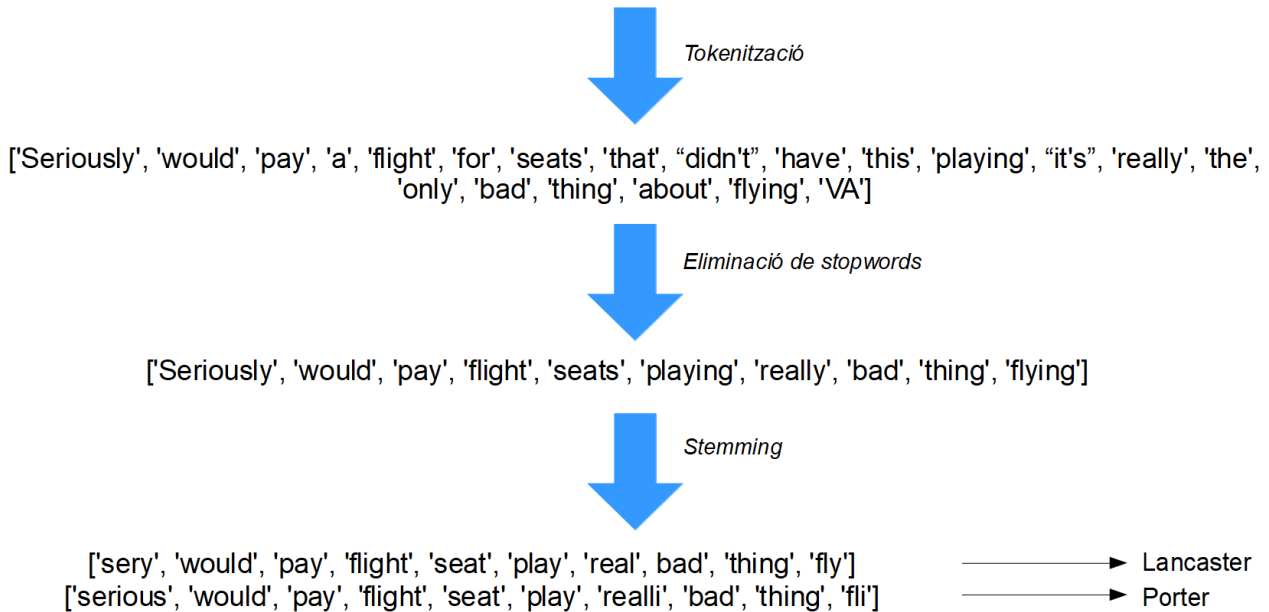 Tokenització
['Seriously', 'would', 'pay', 'a', 'flight', 'for', 'seats', 'that', “didn't”, 'have', 'this', 'playing', “it's”, 'really', 'the',
'only', 'bad', 'thing', 'about', 'flying', 'VA']
Eliminació de stopwords
['Seriously', 'would', 'pay', 'flight', 'seats', 'playing', 'really', 'bad', 'thing', 'flying']
Stemming
['sery', 'would', 'pay', 'flight', 'seat', 'play', 'real', bad', 'thing', 'fly'] Lancaster
['serious', 'would', 'pay', 'flight', 'seat', 'play', 'realli', 'bad', 'thing', 'fli'] Porter